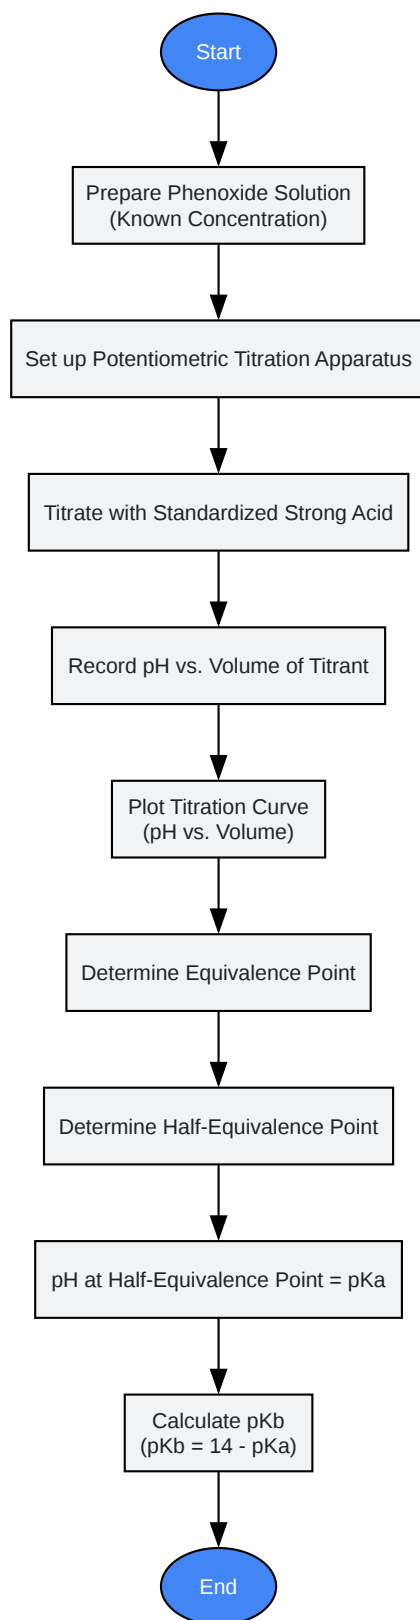 Start
Prepare Phenoxide Solution
(Known Concentration)
Set up Potentiometric Titration Apparatus
Titrate with Standardized Strong Acid
Record pH vs. Volume of Titrant
Plot Titration Curve
(pH vs. Volume)
Determine Equivalence Point
Determine Half-Equivalence Point
pH at Half-Equivalence Point = pKa
Calculate pKb
(pKb = 14 - pKa)
End